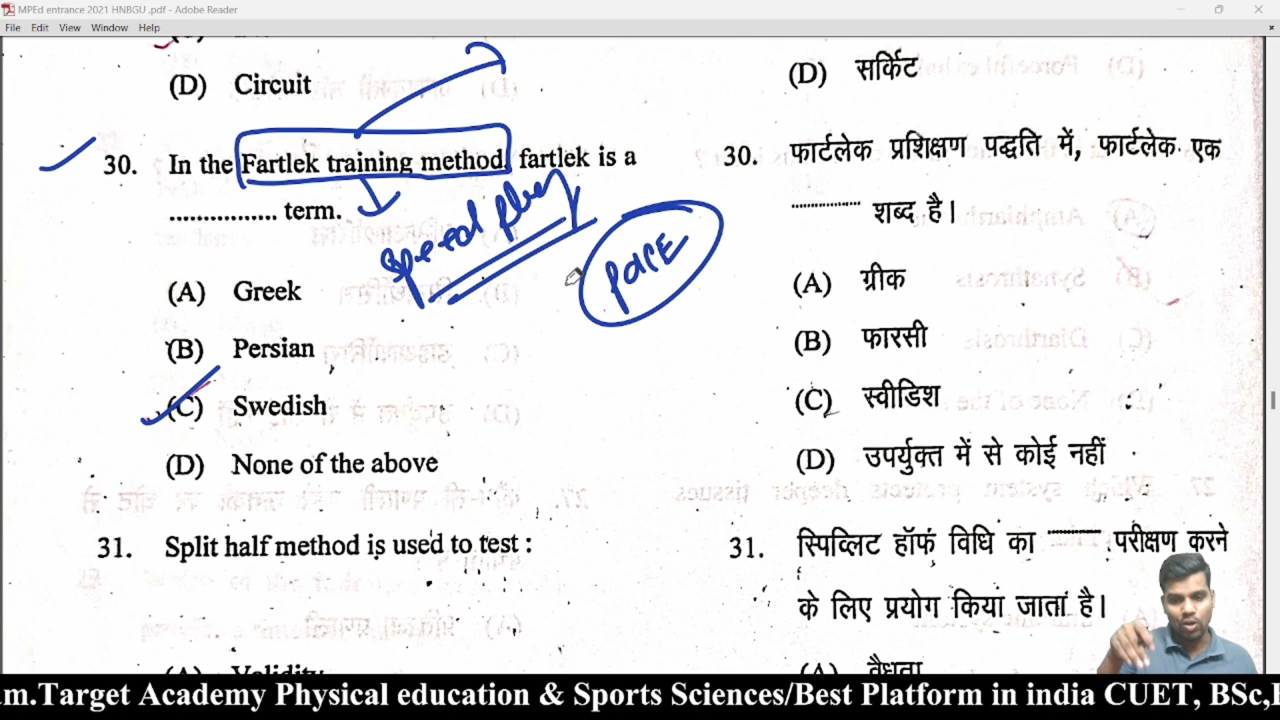 MPEd entrance 2021 HNBGU .pdf - Adobe Reader
File Edit View Window Help
(D) Circuit
30. In the Fartlek training method, fartlek is a
................ term.
speed play
PaCE
(A) Greek
(B) Persian
(C) Swedish
(D) None of the above
31. Split half method is used to test :
(A) Validity
(D) सर्किट
30. फार्टलेक प्रशिक्षण पद्धति में, फार्टलेक एक
................ शब्द है।
(A) ग्रीक
(B) फारसी
(C) स्वीडिश
(D) उपर्युक्त में से कोई नहीं
31. स्पिव्लिट हॉफ विधि का ............ परीक्षण करने
के लिए प्रयोग किया जाता है।
(A) वैधता
m.Target Academy Physical education & Sports Sciences/Best Platform in india CUET, BSc,